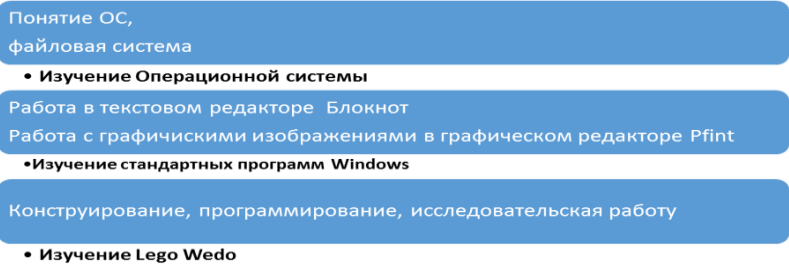 Понятие ОС,
файловая система
• Изучение Операционной системы
Работа в текстовом редакторе Блокнот
Работа с графичискими изображениями в графическом редакторе Pfint
•Изучение стандартных программ Windows
Конструирование, программирование, исследовательская работу
• Изучение Lego Wedo